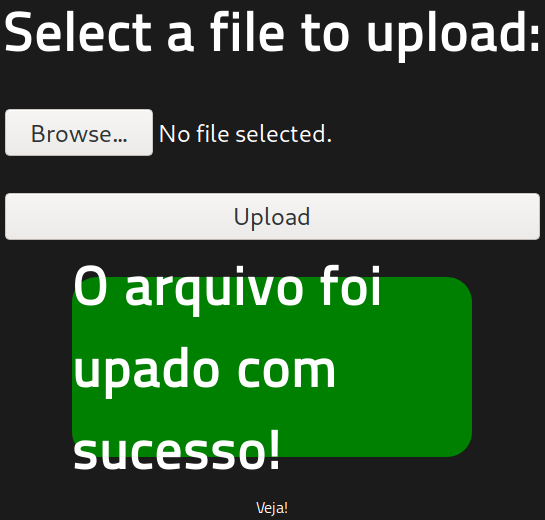 Select a file to upload:
Browse... No file selected.
Upload
O arquivo foi
upado com
sucesso!
Veja!